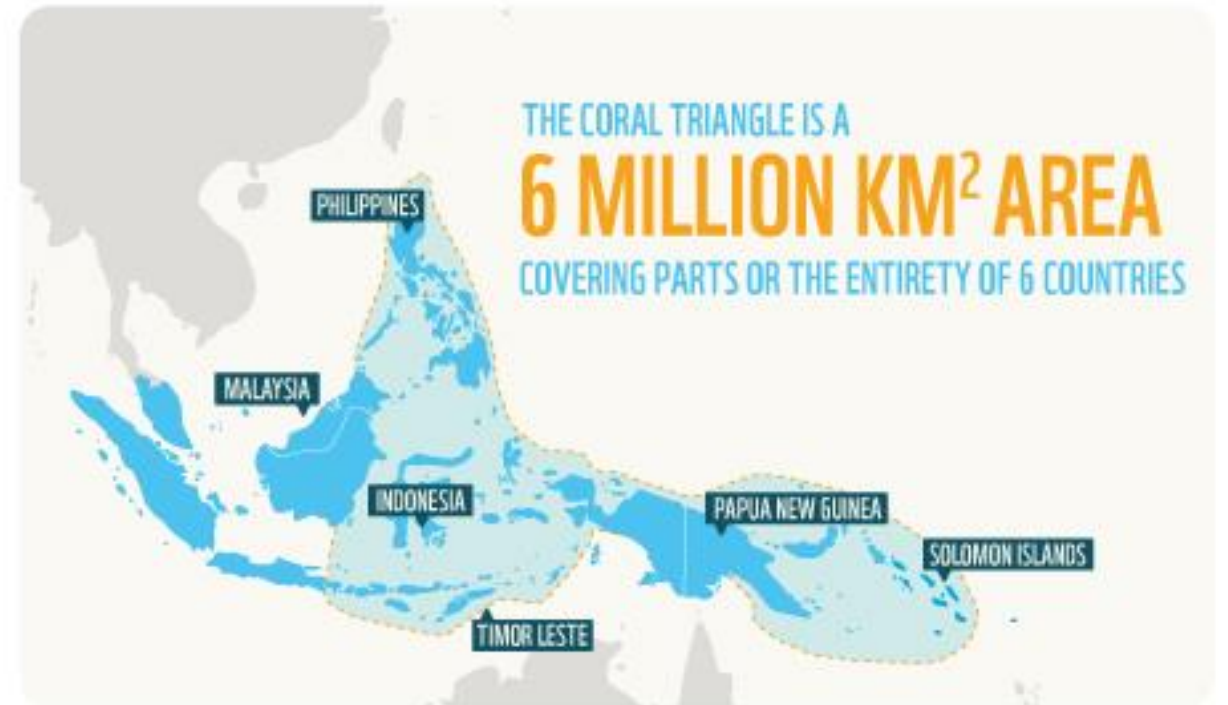 THE CORAL TRIANGLE IS A
6 MILLION KM² AREA
COVERING PARTS OR THE ENTIRETY OF 6 COUNTRIES
PHILIPPINES
MALAYSIA
INDONESIA
PAPUA NEW GUINEA
SOLOMON ISLANDS
TIMOR LESTE